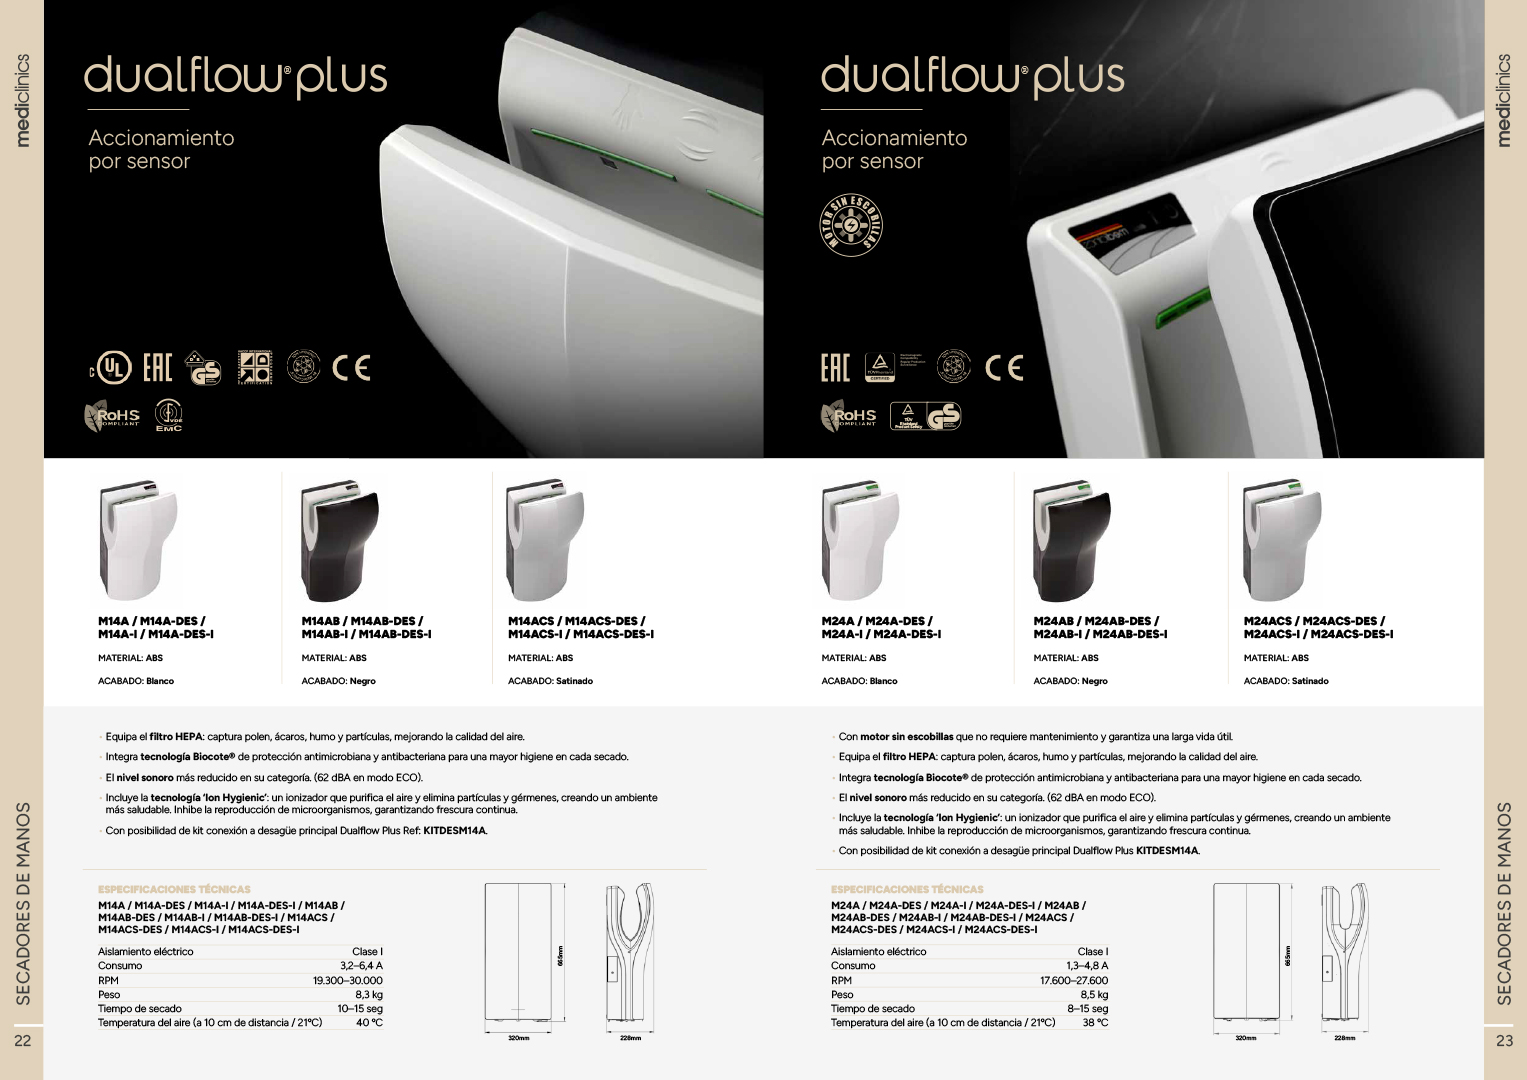 mediclinics
SECADORES DE MANOS
22
dualflow®plus
Accionamiento
por sensor
c UL
EAC
GS
CE
RoHS
COMPLIANT
VDE
EMC
M14A / M14A-DES /
M14A-I / M14A-DES-I
MATERIAL: ABS
ACABADO: Blanco
M14AB / M14AB-DES /
M14AB-I / M14AB-DES-I
MATERIAL: ABS
ACABADO: Negro
M14ACS / M14ACS-DES /
M14ACS-I / M14ACS-DES-I
MATERIAL: ABS
ACABADO: Satinado
· Equipa el filtro HEPA: captura polen, ácaros, humo y partículas, mejorando la calidad del aire.
· Integra tecnología Biocote® de protección antimicrobiana y antibacteriana para una mayor higiene en cada secado.
· El nivel sonoro más reducido en su categoría. (62 dBA en modo ECO).
· Incluye la tecnología ‘Ion Hygienic’: un ionizador que purifica el aire y elimina partículas y gérmenes, creando un ambiente
más saludable. Inhibe la reproducción de microorganismos, garantizando frescura continua.
· Con posibilidad de kit conexión a desagüe principal Dualflow Plus Ref: KITDESM14A.
ESPECIFICACIONES TÉCNICAS
M14A / M14A-DES / M14A-I / M14A-DES-I / M14AB /
M14AB-DES / M14AB-I / M14AB-DES-I / M14ACS /
M14ACS-DES / M14ACS-I / M14ACS-DES-I
Aislamiento eléctrico Clase I
Consumo 3,2–6,4 A
RPM 19.300–30.000
Peso 8,3 kg
Tiempo de secado 10–15 seg
Temperatura del aire (a 10 cm de distancia / 21ºC) 40 ºC
665mm
320mm
228mm
dualflow®plus
Accionamiento
por sensor
MOTOR SIN ESCOBILLAS
EAC
CERTIFIED
CE
RoHS
COMPLIANT
TÜV
Rheinland
Product Safety
GS
M24A / M24A-DES /
M24A-I / M24A-DES-I
MATERIAL: ABS
ACABADO: Blanco
M24AB / M24AB-DES /
M24AB-I / M24AB-DES-I
MATERIAL: ABS
ACABADO: Negro
M24ACS / M24ACS-DES /
M24ACS-I / M24ACS-DES-I
MATERIAL: ABS
ACABADO: Satinado
· Con motor sin escobillas que no requiere mantenimiento y garantiza una larga vida útil.
· Equipa el filtro HEPA: captura polen, ácaros, humo y partículas, mejorando la calidad del aire.
· Integra tecnología Biocote® de protección antimicrobiana y antibacteriana para una mayor higiene en cada secado.
· El nivel sonoro más reducido en su categoría. (62 dBA en modo ECO).
· Incluye la tecnología ‘Ion Hygienic’: un ionizador que purifica el aire y elimina partículas y gérmenes, creando un ambiente
más saludable. Inhibe la reproducción de microorganismos, garantizando frescura continua.
· Con posibilidad de kit conexión a desagüe principal Dualflow Plus KITDESM14A.
ESPECIFICACIONES TÉCNICAS
M24A / M24A-DES / M24A-I / M24A-DES-I / M24AB /
M24AB-DES / M24AB-I / M24AB-DES-I / M24ACS /
M24ACS-DES / M24ACS-I / M24ACS-DES-I
Aislamiento eléctrico Clase I
Consumo 1,3–4,8 A
RPM 17.600–27.600
Peso 8,5 kg
Tiempo de secado 8–15 seg
Temperatura del aire (a 10 cm de distancia / 21ºC) 38 ºC
665mm
320mm
228mm
mediclinics
SECADORES DE MANOS
23